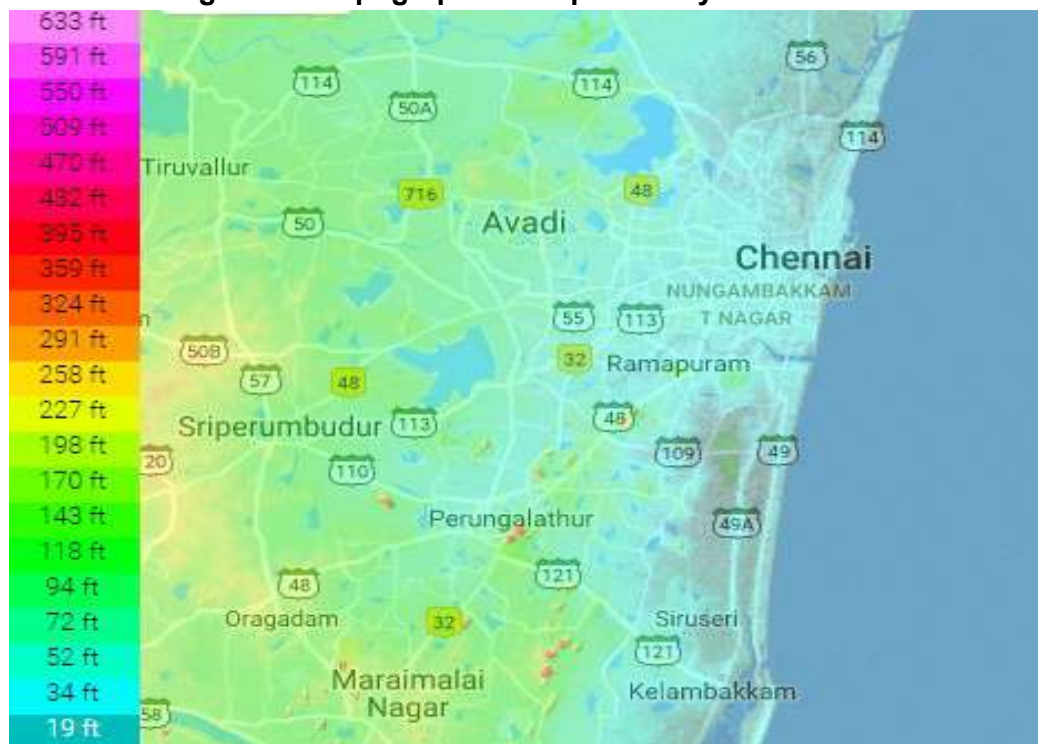 633 ft
591 ft
550 ft
509 ft
470 ft
432 ft
395 ft
359 ft
324 ft
291 ft
258 ft
227 ft
198 ft
170 ft
143 ft
118 ft
94 ft
72 ft
52 ft
34 ft
19 ft
56
114
50A
114
114
Tiruvallur
716
48
50
Avadi
Chennai
NUNGAMBAKKAM
T NAGAR
55
113
50B
32
Ramapuram
57
48
Sriperumbudur
113
48
20
110
109
49
Perungalathur
49A
121
48
Oragadam
32
Siruseri
121
Maraimalai
Nagar
Kelambakkam
58